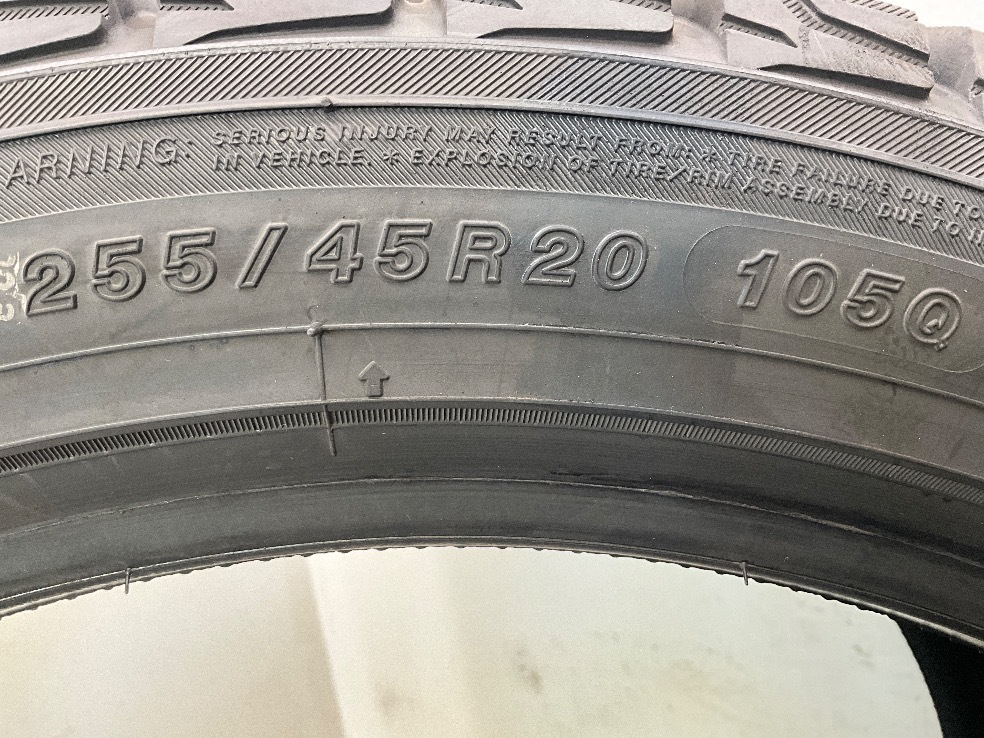 ARNING: SERIOUS INJURY MAY RESULT FROM: * TIRE FAILURE DUE TO
IN VEHICLE. * EXPLOSION OF TIRE/RIM ASSEMBLY DUE TO
255/45R20 105Q